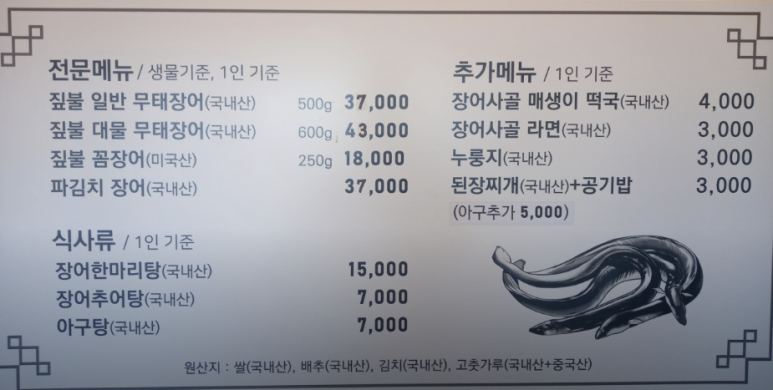 전문메뉴 / 생물기준, 1인 기준
짚불 일반 무태장어(국내산) 500g 37,000
짚불 대물 무태장어(국내산) 600g 43,000
짚불 꼼장어(미국산) 250g 18,000
파김치 장어(국내산) 37,000
식사류 / 1인 기준
장어한마리탕(국내산) 15,000
장어추어탕(국내산) 7,000
아구탕(국내산) 7,000
추가메뉴 / 1인 기준
장어사골 매생이 떡국(국내산) 4,000
장어사골 라면(국내산) 3,000
누룽지(국내산) 3,000
된장찌개(국내산)+공기밥 3,000
(아구추가 5,000)
원산지 : 쌀(국내산), 배추(국내산), 김치(국내산), 고춧가루(국내산+중국산)